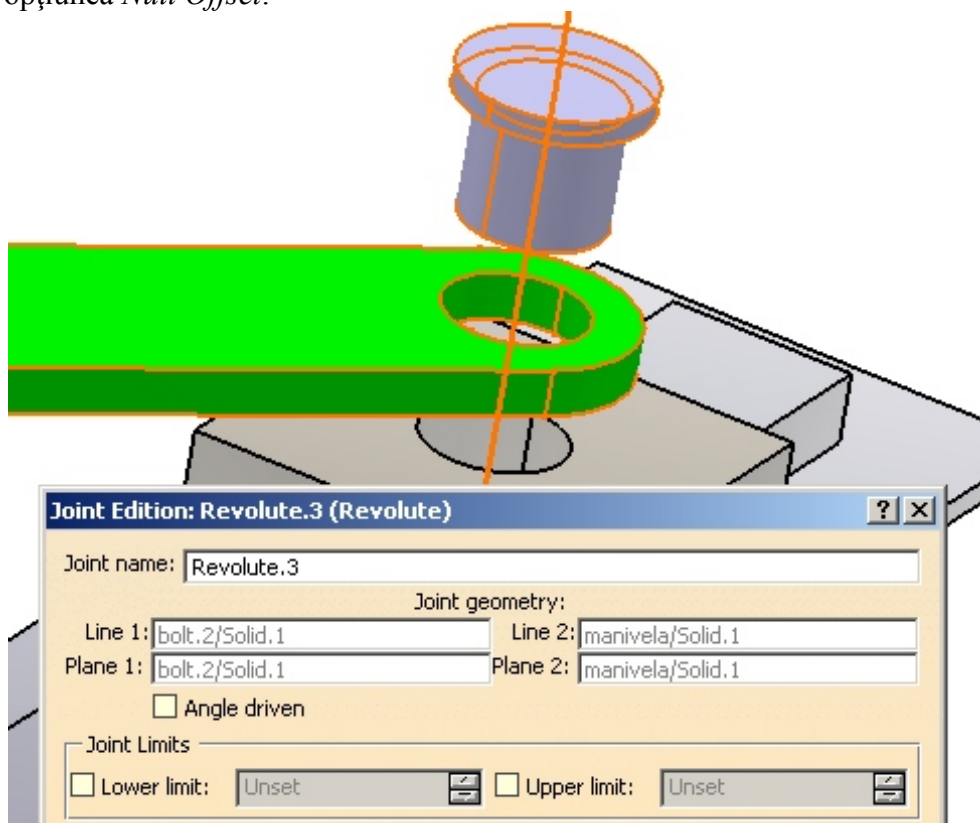 opţiunea Null Offset.
Joint Edition: Revolute.3 (Revolute)
Joint name: Revolute.3
Joint geometry:
Line 1: bolt.2/Solid.1 Line 2: manivela/Solid.1
Plane 1: bolt.2/Solid.1 Plane 2: manivela/Solid.1
Angle driven
Joint Limits
Lower limit: Unset Upper limit: Unset